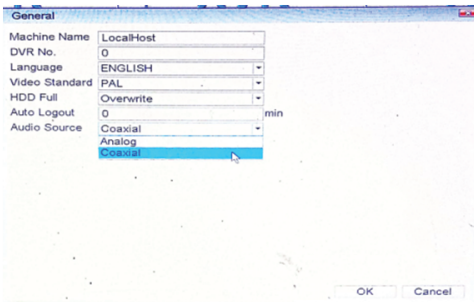 General
Machine Name LocalHost
DVR No. 0
Language ENGLISH
Video Standard PAL
HDD Full Overwrite
Auto Logout 0 min
Audio Source Coaxial
Analog
Coaxial
OK Cancel